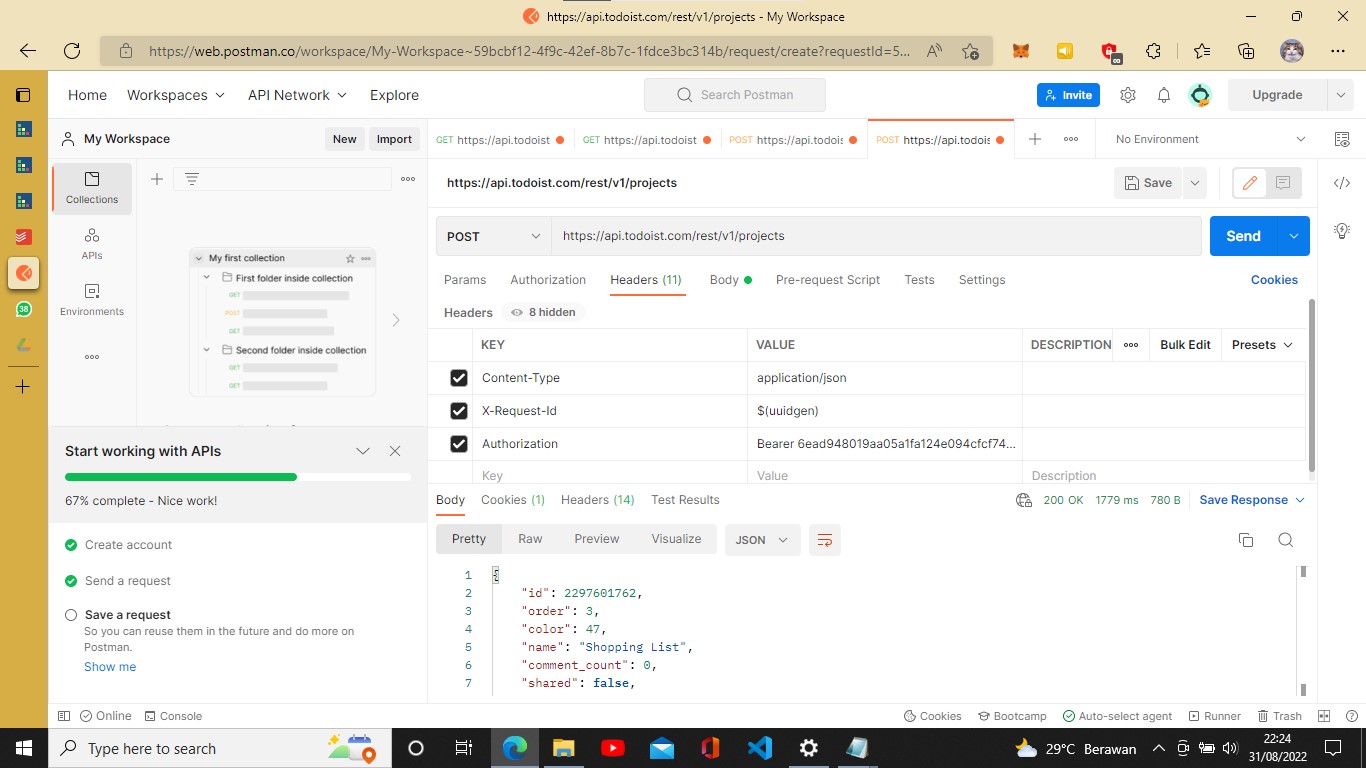 https://api.todoist.com/rest/v1/projects - My Workspace
https://web.postman.co/workspace/My-Workspace~59bcbf12-4f9c-42ef-8b7c-1fdce3bc314b/request/create?requestId=5...
Home Workspaces API Network Explore Search Postman Invite Upgrade
My Workspace New Import
GET https://api.todoist GET https://api.todoist POST https://api.todois POST https://api.todois No Environment
Collections
APIs
Environments
My first collection
First folder inside collection
GET
POST
GET
Second folder inside collection
GET
GET
Start working with APIs
67% complete - Nice work!
Create account
Send a request
Save a request
So you can reuse them in the future and do more on
Postman.
Show me
https://api.todoist.com/rest/v1/projects Save
POST https://api.todoist.com/rest/v1/projects Send
Params Authorization Headers (11) Body Pre-request Script Tests Settings Cookies
Headers 8 hidden
KEY VALUE DESCRIPTION Bulk Edit Presets
Content-Type application/json
X-Request-Id $(uuidgen)
Authorization Bearer 6ead948019aa05a1fa124e094cfcf74...
Key Value Description
Body Cookies (1) Headers (14) Test Results 200 OK 1779 ms 780 B Save Response
Pretty Raw Preview Visualize JSON
1 {
2 "id": 2297601762,
3 "order": 3,
4 "color": 47,
5 "name": "Shopping List",
6 "comment_count": 0,
7 "shared": false,
Online Console Cookies Bootcamp Auto-select agent Runner Trash
Type here to search 29°C Berawan 22:24
31/08/2022
38